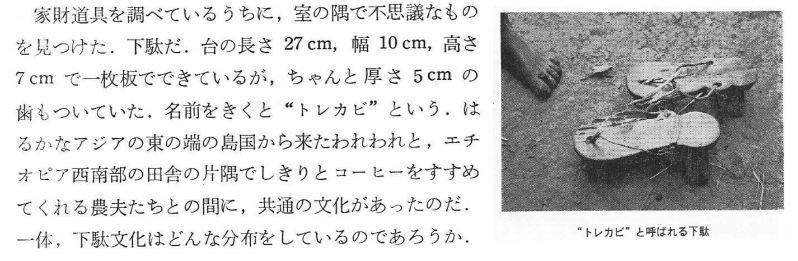 家財道具を調べているうちに，室の隅で不思議なもの
を見つけた．下駄だ．台の長さ 27 cm，幅 10 cm，高さ
7 cm で一枚板でできているが，ちゃんと厚さ 5 cm の
歯もついていた．名前をきくと“トレカビ”という．は
るかなアジアの東の端の島国から来たわれわれと，エチ
オピア西南部の田舎の片隅でしきりとコーヒーをすすめ
てくれる農夫たちとの間に，共通の文化があったのだ．
一体，下駄文化はどんな分布をしているのであろうか．
“トレカビ”と呼ばれる下駄